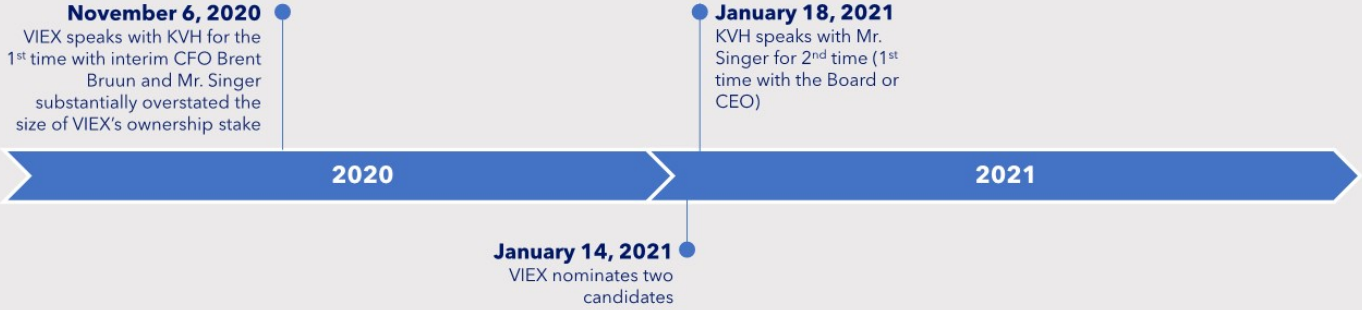 November 6, 2020
VIEX speaks with KVH for the
1st time with interim CFO Brent
Bruun and Mr. Singer
substantially overstated the
size of VIEX’s ownership stake
January 18, 2021
KVH speaks with Mr.
Singer for 2nd time (1st
time with the Board or
CEO)
2020
2021
January 14, 2021
VIEX nominates two
candidates